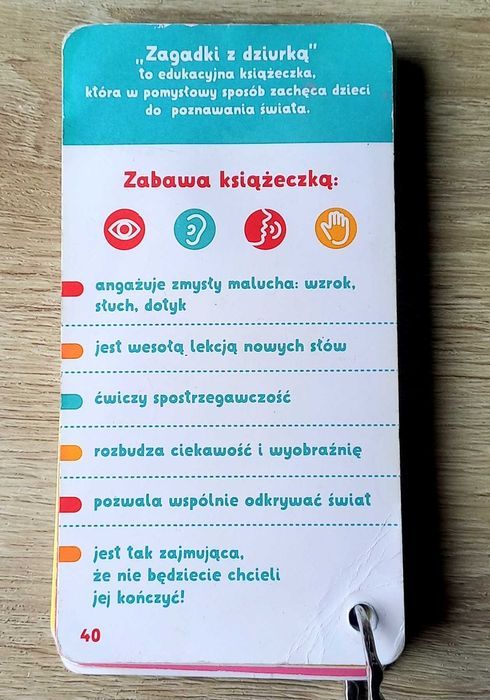 „Zagadki z dziurką"
to edukacyjna książeczka,
która w pomysłowy sposób zachęca dzieci
do poznawania świata.
Zabawa książeczką:
angażuje zmysły malucha: wzrok,
słuch, dotyk
jest wesołą lekcją nowych słów
ćwiczy spostrzegawczość
rozbudza ciekawość i wyobraźnię
pozwala wspólnie odkrywać świat
jest tak zajmująca,
że nie będziecie chcieli
jej kończyć!
40